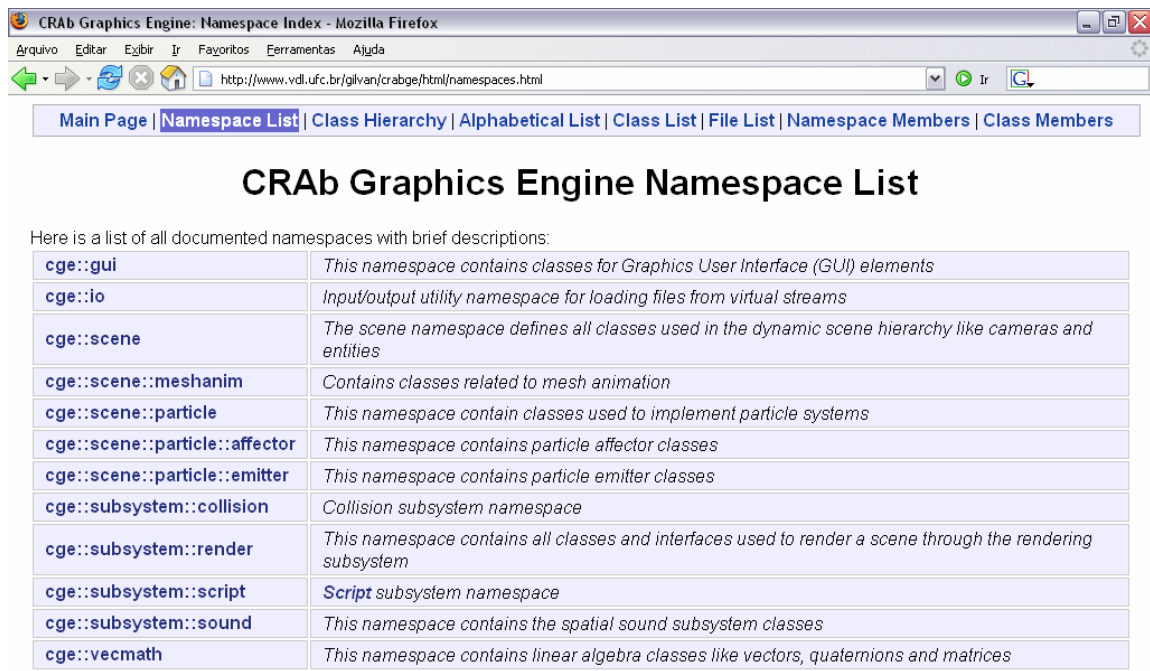 CRAb Graphics Engine: Namespace Index - Mozilla Firefox
Arquivo Editar Exibir Ir Favoritos Ferramentas Ajuda
http://www.vdl.ufc.br/gilvan/crabge/html/namespaces.html Ir G
Main Page | Namespace List | Class Hierarchy | Alphabetical List | Class List | File List | Namespace Members | Class Members
CRAb Graphics Engine Namespace List
Here is a list of all documented namespaces with brief descriptions:
cge::gui This namespace contains classes for Graphics User Interface (GUI) elements
cge::io Input/output utility namespace for loading files from virtual streams
cge::scene The scene namespace defines all classes used in the dynamic scene hierarchy like cameras and
entities
cge::scene::meshanim Contains classes related to mesh animation
cge::scene::particle This namespace contain classes used to implement particle systems
cge::scene::particle::affector This namespace contains particle affector classes
cge::scene::particle::emitter This namespace contains particle emitter classes
cge::subsystem::collision Collision subsystem namespace
cge::subsystem::render This namespace contains all classes and interfaces used to render a scene through the rendering
subsystem
cge::subsystem::script Script subsystem namespace
cge::subsystem::sound This namespace contains the spatial sound subsystem classes
cge::vecmath This namespace contains linear algebra classes like vectors, quaternions and matrices